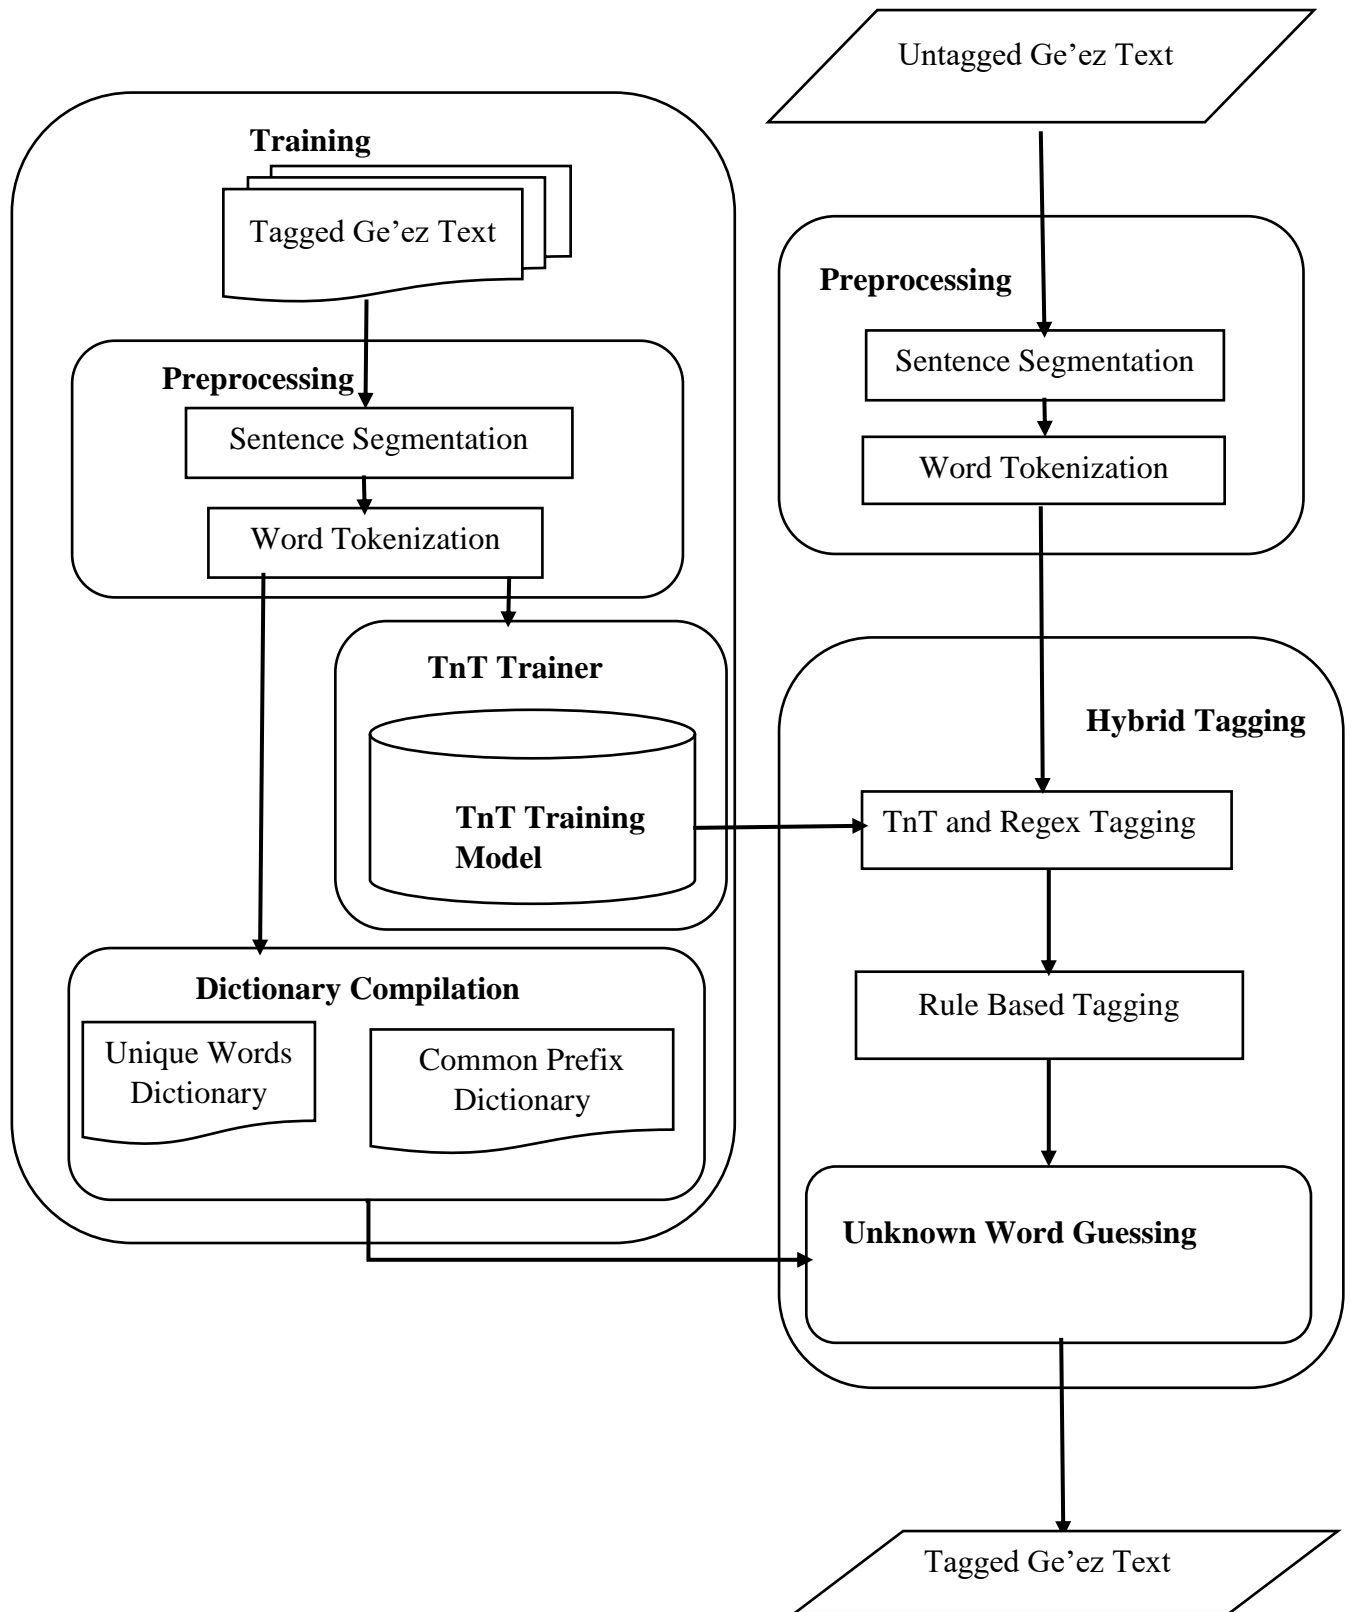 Untagged Ge’ez Text
Training
Tagged Ge’ez Text
Preprocessing
Sentence Segmentation
Word Tokenization
TnT Trainer
TnT Training
Model
Dictionary Compilation
Unique Words
Dictionary
Common Prefix
Dictionary
Preprocessing
Sentence Segmentation
Word Tokenization
Hybrid Tagging
TnT and Regex Tagging
Rule Based Tagging
Unknown Word Guessing
Tagged Ge’ez Text